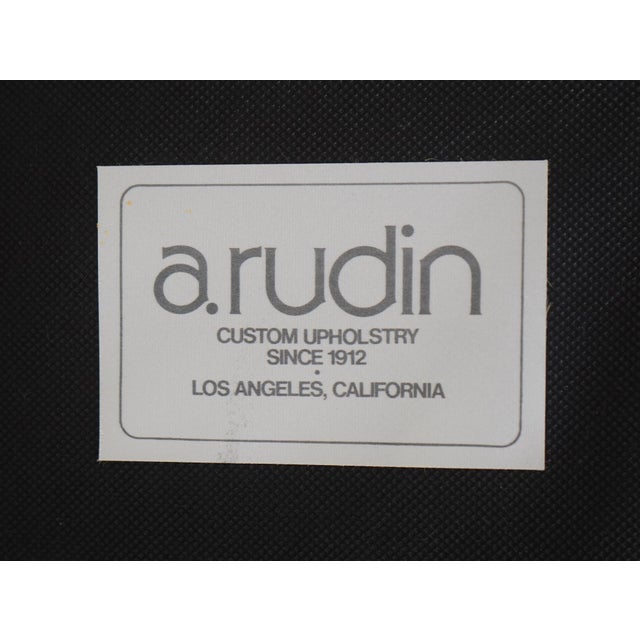 a.rudin
CUSTOM UPHOLSTRY
SINCE 1912
•
LOS ANGELES, CALIFORNIA